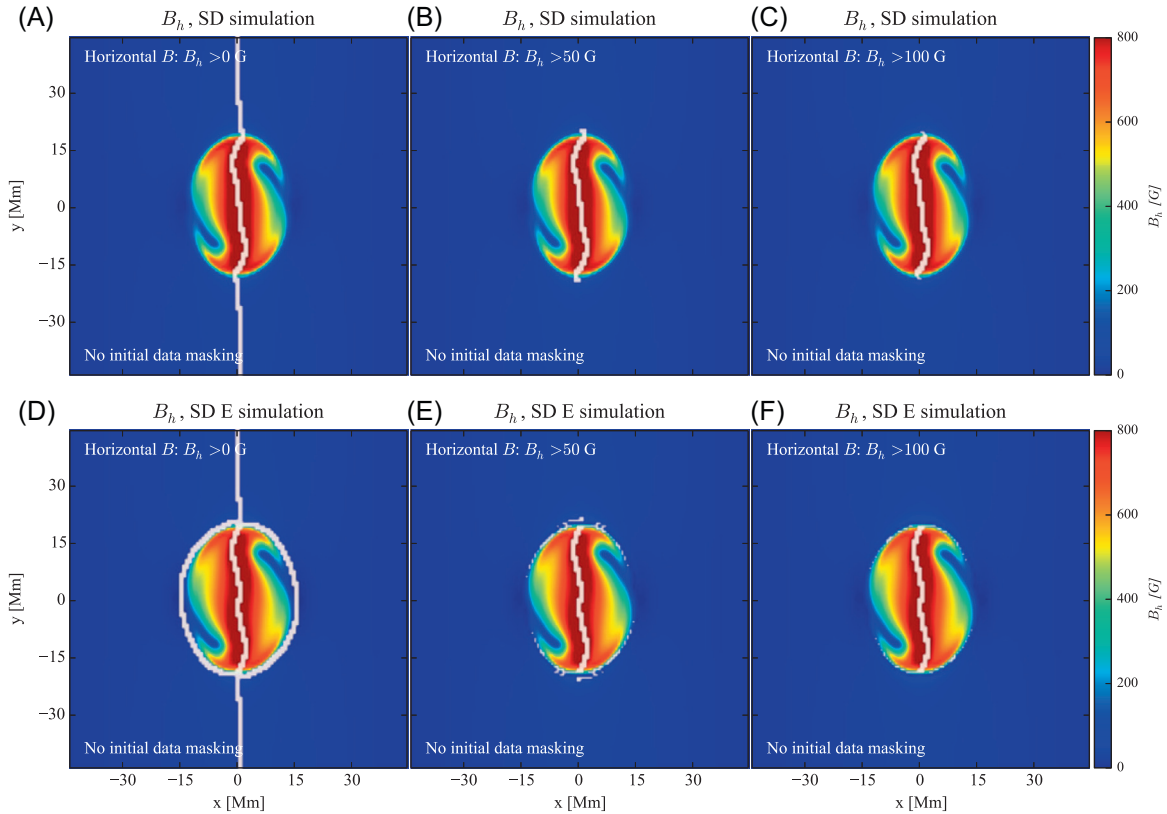 (A)
B_h, SD simulation
(B)
B_h, SD simulation
(C)
B_h, SD simulation
Horizontal B: B_h >0 G
Horizontal B: B_h >50 G
Horizontal B: B_h >100 G
30
15
0
−15
−30
y [Mm]
No initial data masking
No initial data masking
No initial data masking
800
600
400
200
0
B_h [G]
(D)
B_h, SD E simulation
(E)
B_h, SD E simulation
(F)
B_h, SD E simulation
Horizontal B: B_h >0 G
Horizontal B: B_h >50 G
Horizontal B: B_h >100 G
30
15
0
−15
−30
y [Mm]
No initial data masking
No initial data masking
No initial data masking
−30 −15 0 15 30
−30 −15 0 15 30
−30 −15 0 15 30
x [Mm]
x [Mm]
x [Mm]
800
600
400
200
0
B_h [G]